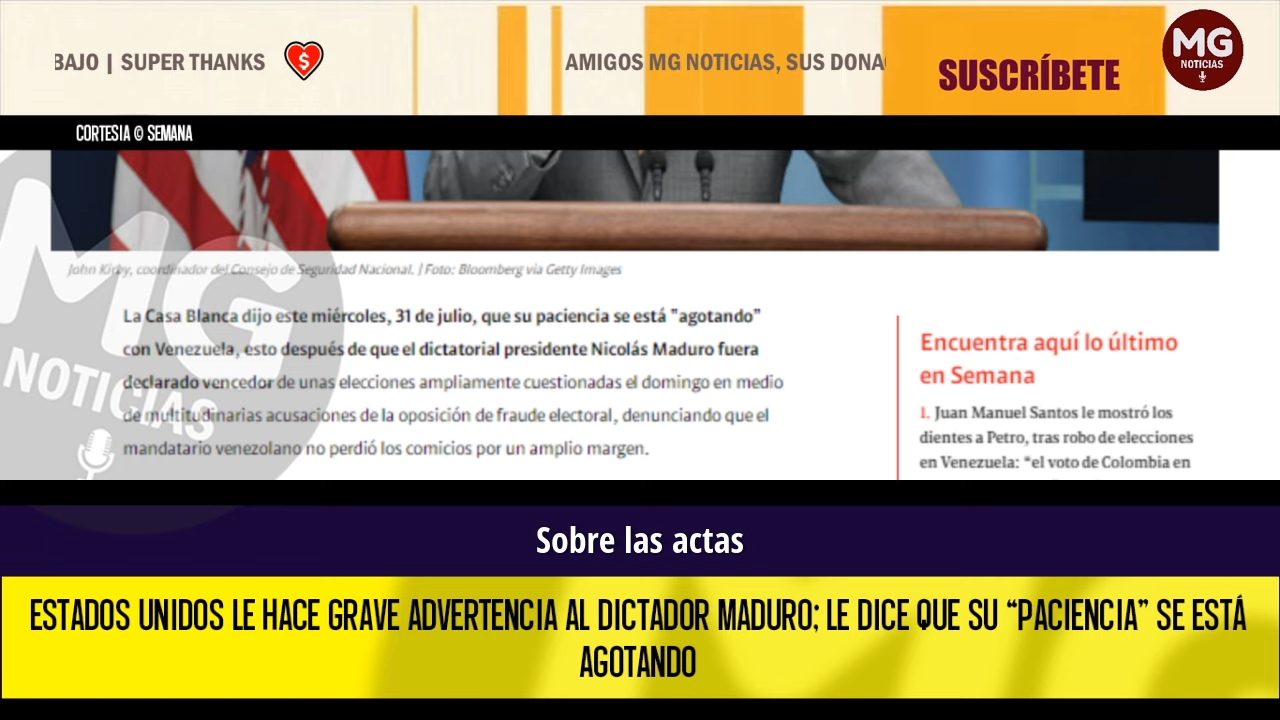 BAJO | SUPER THANKS
AMIGOS MG NOTICIAS, SUS DONA
SUSCRÍBETE
MG
NOTICIAS
CORTESIA © SEMANA
John Kirby, coordinador del Consejo de Seguridad Nacional. | Foto: Bloomberg via Getty Images
La Casa Blanca dijo este miércoles, 31 de julio, que su paciencia se está "agotando"
con Venezuela, esto después de que el dictatorial presidente Nicolás Maduro fuera
declarado vencedor de unas elecciones ampliamente cuestionadas el domingo en medio
de multitudinarias acusaciones de la oposición de fraude electoral, denunciando que el
mandatario venezolano no perdió los comicios por un amplio margen.
Encuentra aquí lo último
en Semana
1. Juan Manuel Santos le mostró los
dientes a Petro, tras robo de elecciones
en Venezuela: “el voto de Colombia en
MG
NOTICIAS
Sobre las actas
ESTADOS UNIDOS LE HACE GRAVE ADVERTENCIA AL DICTADOR MADURO; LE DICE QUE SU “PACIENCIA” SE ESTÁ
AGOTANDO